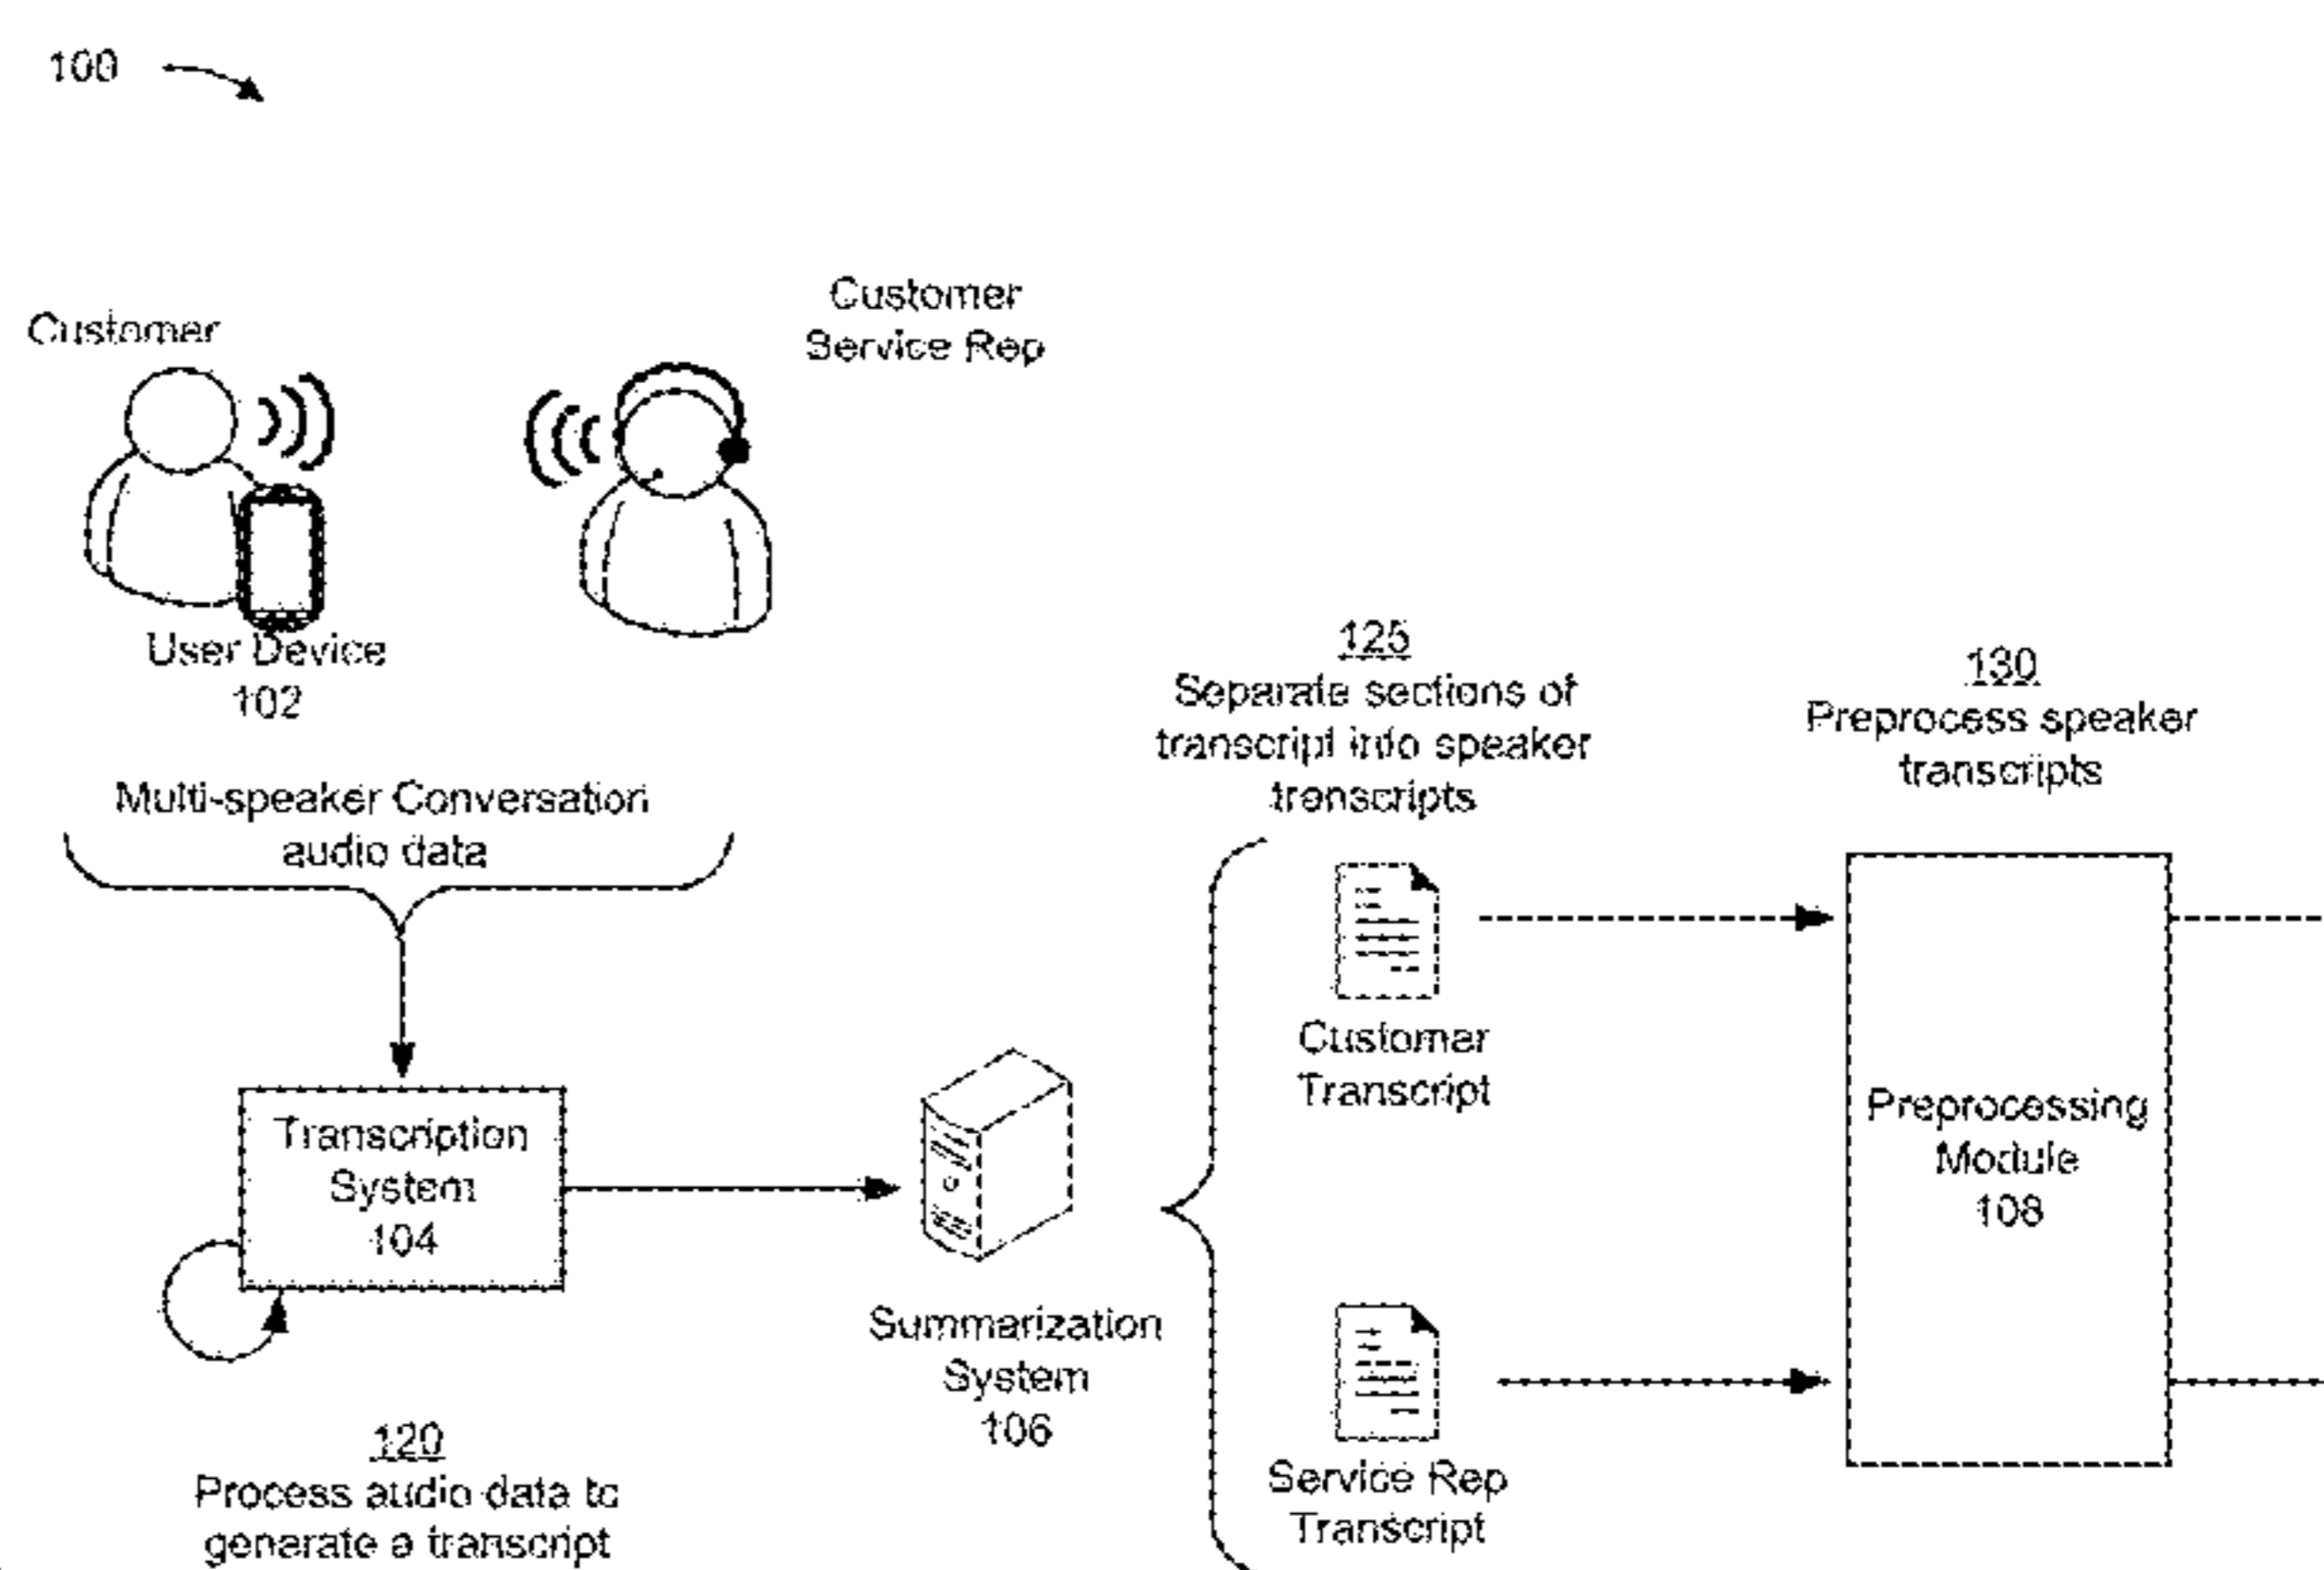 100
Customer
Customer
Service Rep
User Device
102
Multi-speaker Conversation
audio data
Transcription
System
104
120
Process audio data to
generate a transcript
Summarization
System
106
125
Separate sections of
transcript into speaker
transcripts
Customer
Transcript
Service Rep
Transcript
130
Preprocess speaker
transcripts
Preprocessing
Module
108